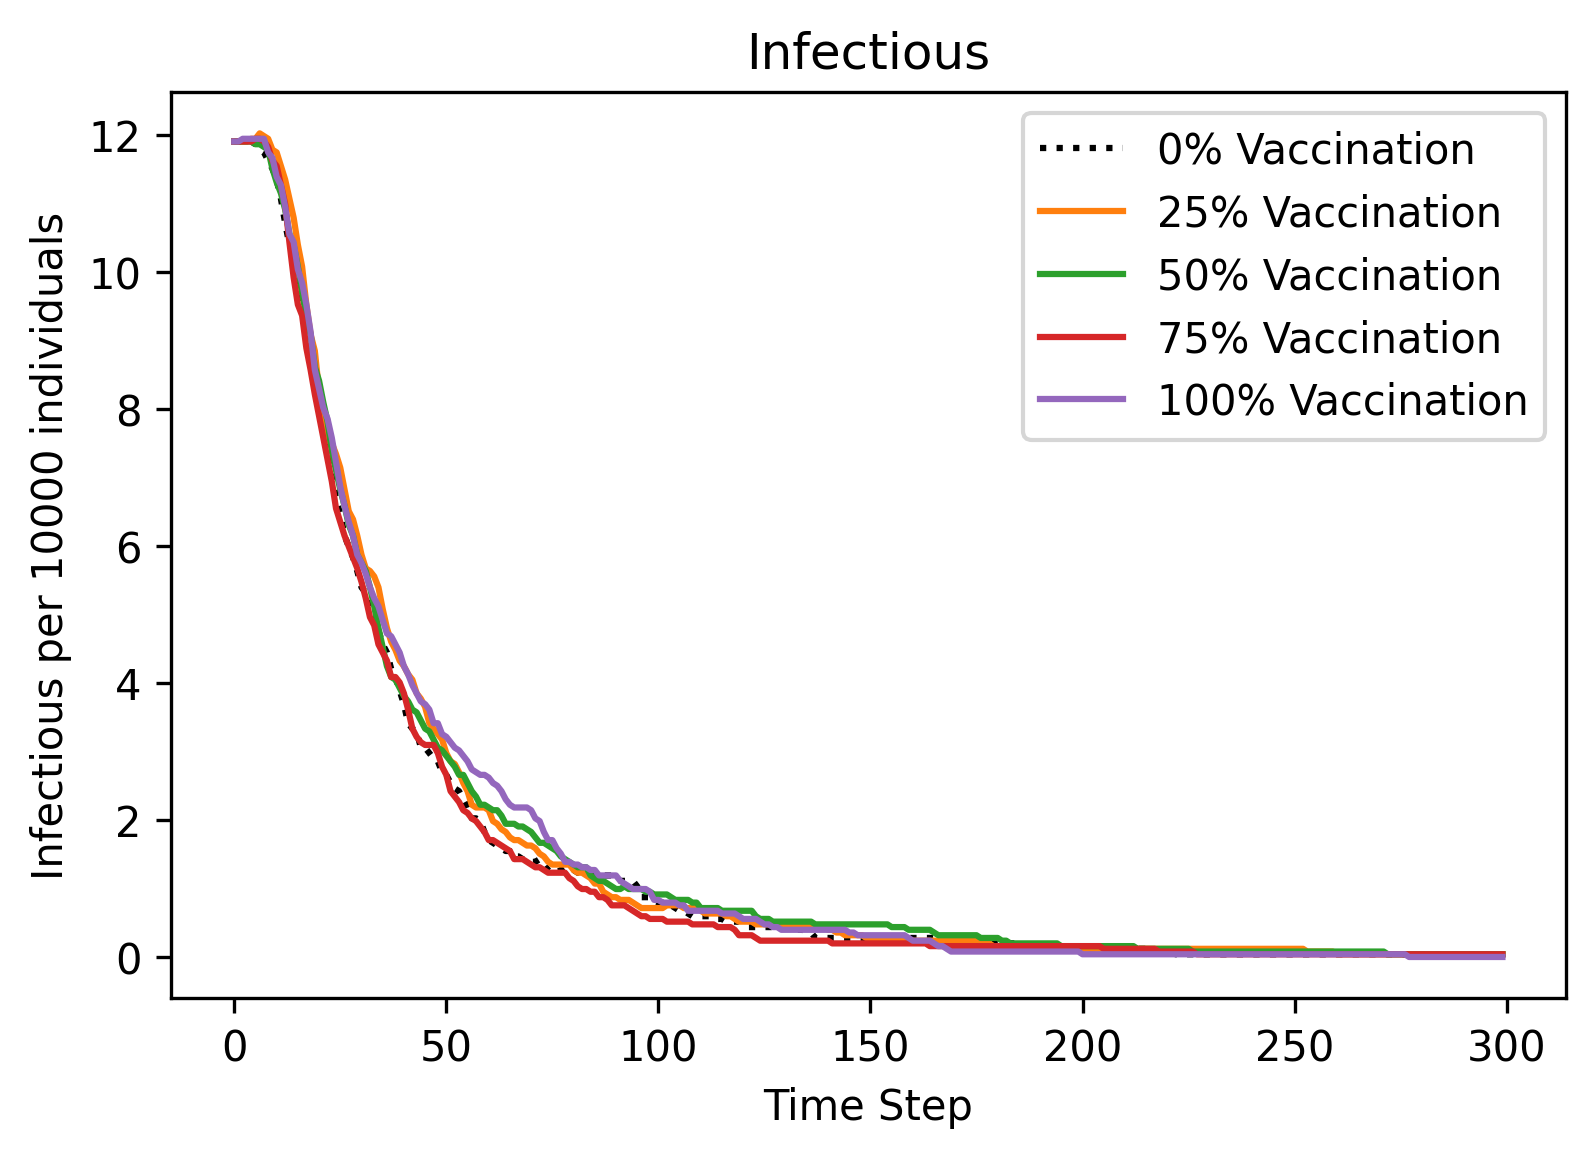 Infectious
Infectious per 10000 individuals
12
10
8
6
4
2
0
0% Vaccination
25% Vaccination
50% Vaccination
75% Vaccination
100% Vaccination
0 50 100 150 200 250 300
Time Step